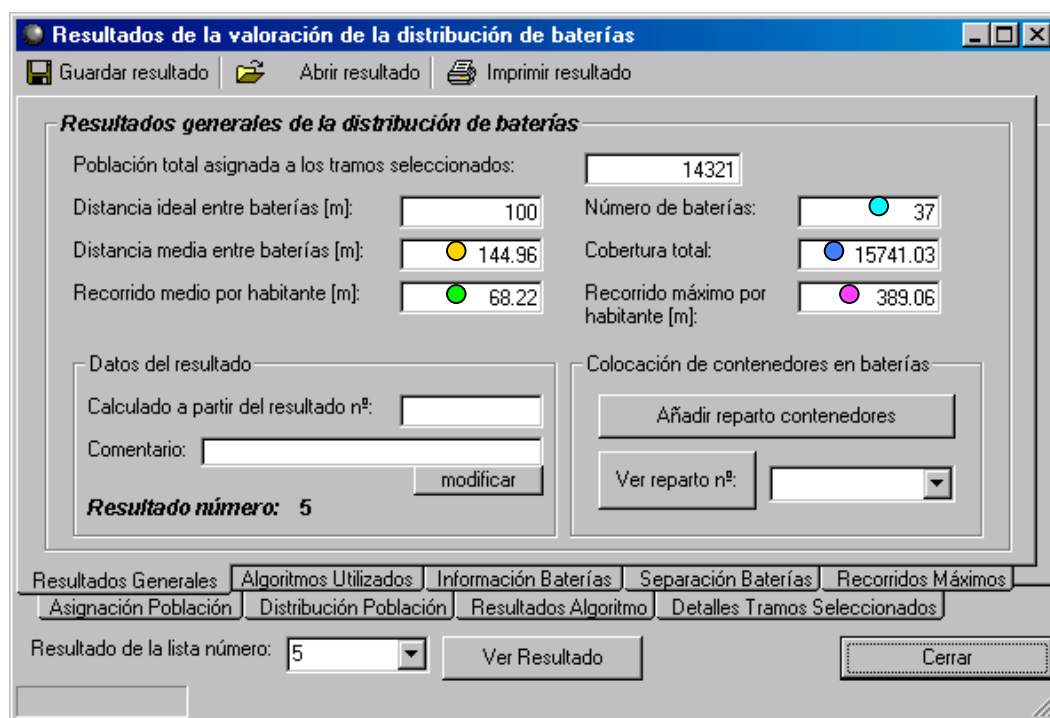 Resultados de la valoración de la distribución de baterías
Guardar resultado Abrir resultado Imprimir resultado
Resultados generales de la distribución de baterías
Población total asignada a los tramos seleccionados: 14321
Distancia ideal entre baterías [m]: 100 Número de baterías: 37
Distancia media entre baterías [m]: 144.96 Cobertura total: 15741.03
Recorrido medio por habitante [m]: 68.22 Recorrido máximo por habitante [m]: 389.06
Datos del resultado
Calculado a partir del resultado nº:
Comentario:
modificar
Resultado número: 5
Colocación de contenedores en baterías
Añadir reparto contenedores
Ver reparto nº:
Resultados Generales Algoritmos Utilizados Información Baterías Separación Baterías Recorridos Máximos
Asignación Población Distribución Población Resultados Algoritmo Detalles Tramos Seleccionados
Resultado de la lista número: 5 Ver Resultado Cerrar